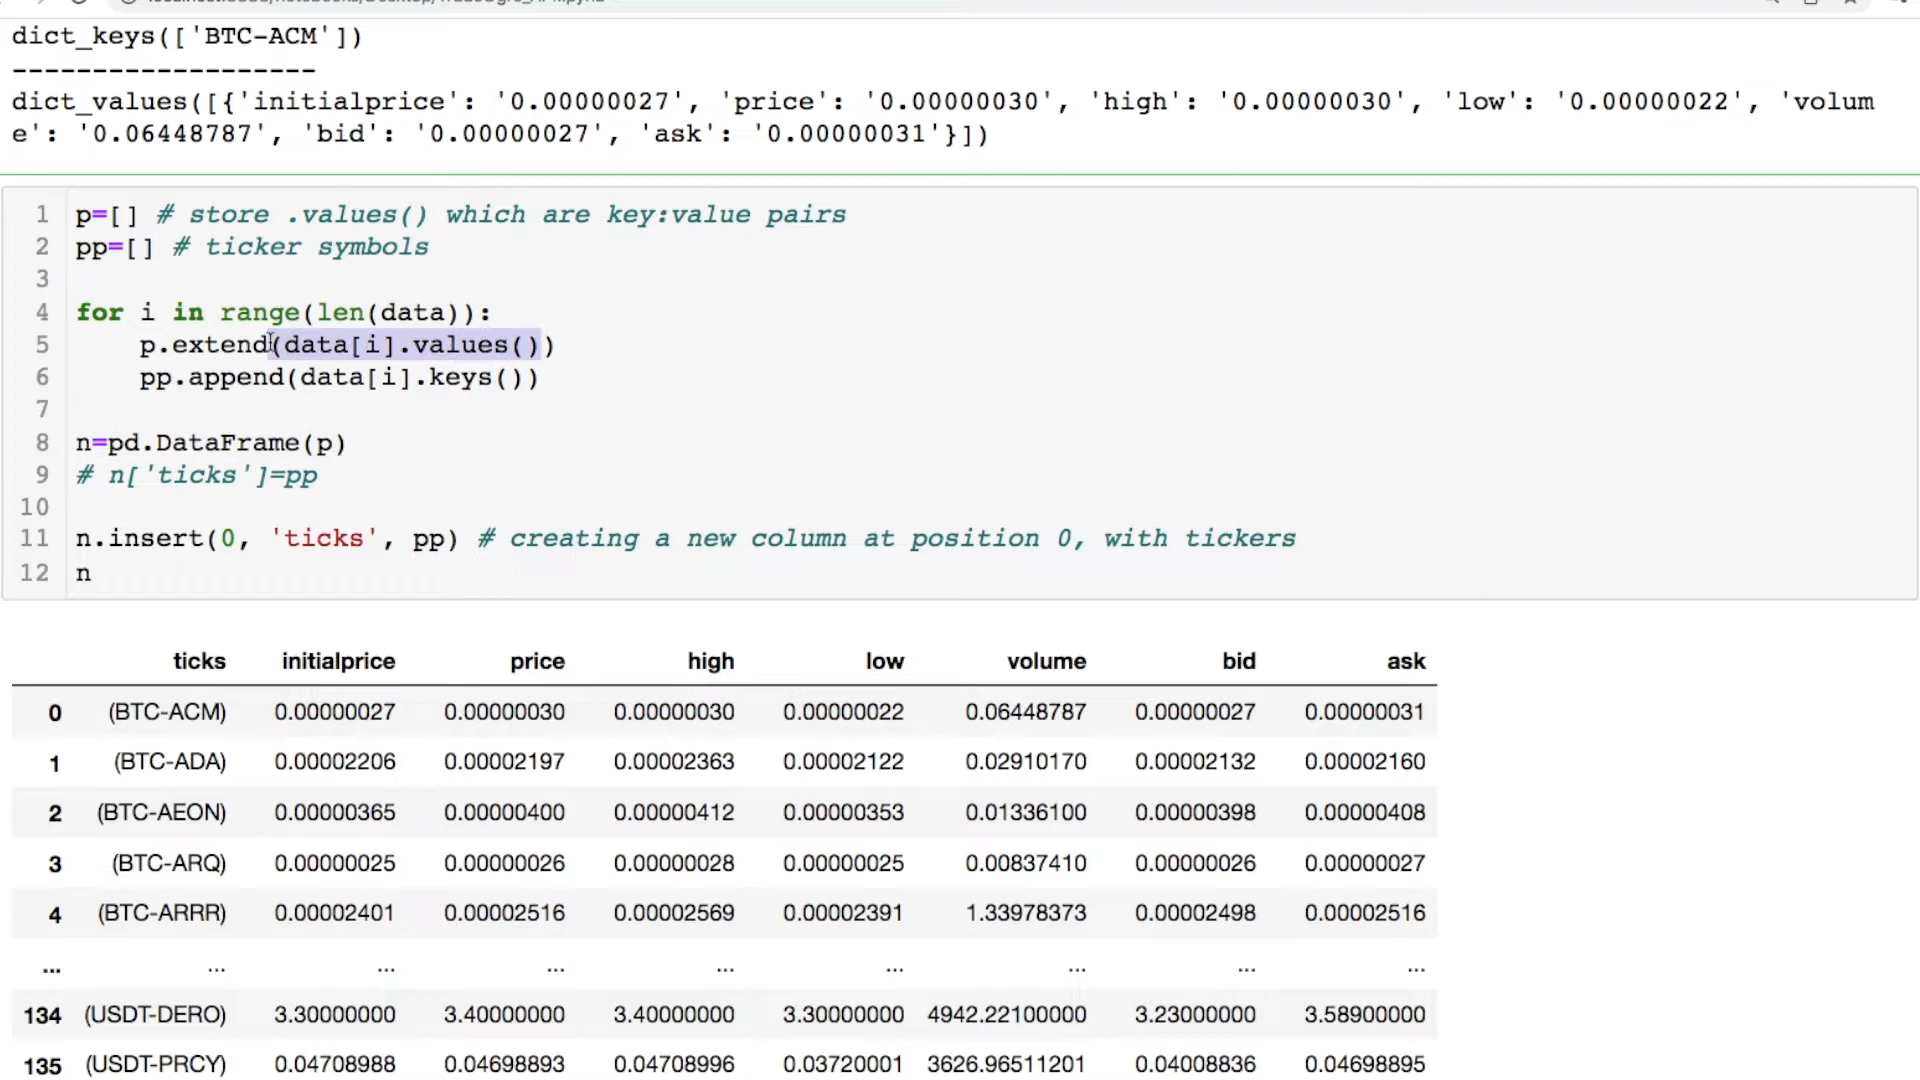 dict_keys(['BTC-ACM'])
-------------------
dict_values([{'initialprice': '0.00000027', 'price': '0.00000030', 'high': '0.00000030', 'low': '0.00000022', 'volum
e': '0.06448787', 'bid': '0.00000027', 'ask': '0.00000031'}])
1 p=[] # store .values() which are key:value pairs
2 pp=[] # ticker symbols
3
4 for i in range(len(data)):
5     p.extend(data[i].values())
6     pp.append(data[i].keys())
7
8 n=pd.DataFrame(p)
9 # n['ticks']=pp
10
11 n.insert(0, 'ticks', pp) # creating a new column at position 0, with tickers
12 n
ticks initialprice price high low volume bid ask
0 (BTC-ACM) 0.00000027 0.00000030 0.00000030 0.00000022 0.06448787 0.00000027 0.00000031
1 (BTC-ADA) 0.00002206 0.00002197 0.00002363 0.00002122 0.02910170 0.00002132 0.00002160
2 (BTC-AEON) 0.00000365 0.00000400 0.00000412 0.00000353 0.01336100 0.00000398 0.00000408
3 (BTC-ARQ) 0.00000025 0.00000026 0.00000028 0.00000025 0.00837410 0.00000026 0.00000027
4 (BTC-ARRR) 0.00002401 0.00002516 0.00002569 0.00002391 1.33978373 0.00002498 0.00002516
... ... ... ... ... ... ... ... ...
134 (USDT-DERO) 3.30000000 3.40000000 3.40000000 3.30000000 4942.22100000 3.23000000 3.58900000
135 (USDT-PRCY) 0.04708988 0.04698893 0.04708996 0.03720001 3626.96511201 0.04008836 0.04698895